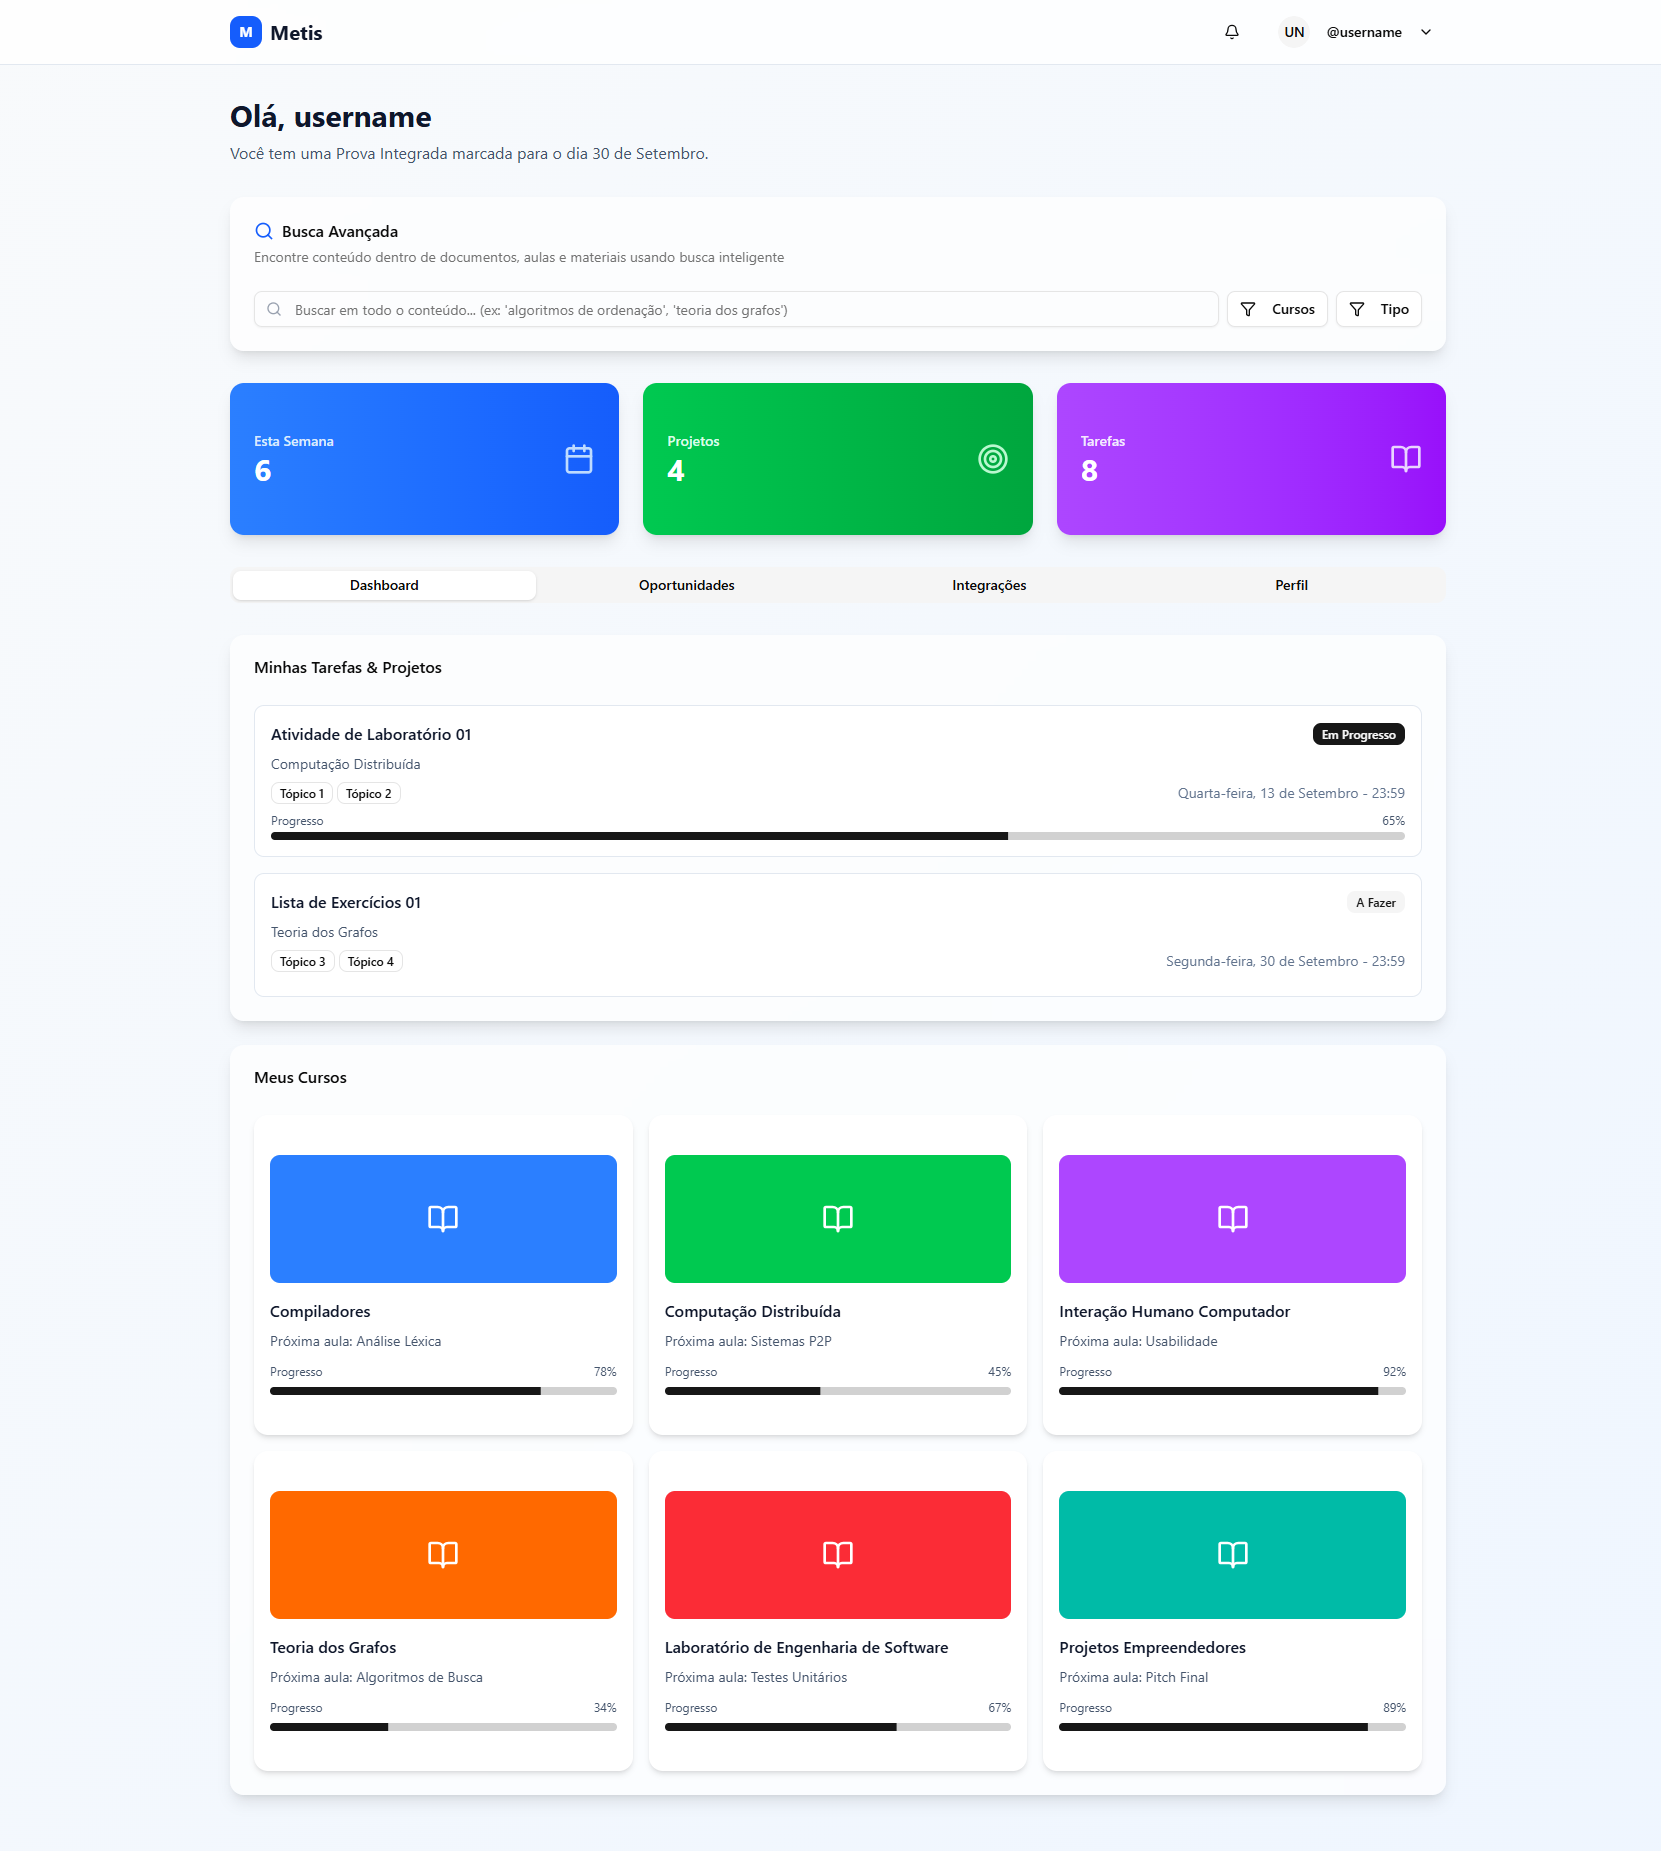 M Metis
UN @username
Olá, username
Você tem uma Prova Integrada marcada para o dia 30 de Setembro.
Busca Avançada
Encontre conteúdo dentro de documentos, aulas e materiais usando busca inteligente
Buscar em todo o conteúdo... (ex: 'algoritmos de ordenação', 'teoria dos grafos')
Cursos
Tipo
Esta Semana
6
Projetos
4
Tarefas
8
Dashboard
Oportunidades
Integrações
Perfil
Minhas Tarefas & Projetos
Atividade de Laboratório 01
Em Progresso
Computação Distribuída
Tópico 1
Tópico 2
Quarta-feira, 13 de Setembro - 23:59
Progresso
65%
Lista de Exercícios 01
A Fazer
Teoria dos Grafos
Tópico 3
Tópico 4
Segunda-feira, 30 de Setembro - 23:59
Meus Cursos
Compiladores
Próxima aula: Análise Léxica
Progresso
78%
Computação Distribuída
Próxima aula: Sistemas P2P
Progresso
45%
Interação Humano Computador
Próxima aula: Usabilidade
Progresso
92%
Teoria dos Grafos
Próxima aula: Algoritmos de Busca
Progresso
34%
Laboratório de Engenharia de Software
Próxima aula: Testes Unitários
Progresso
67%
Projetos Empreendedores
Próxima aula: Pitch Final
Progresso
89%